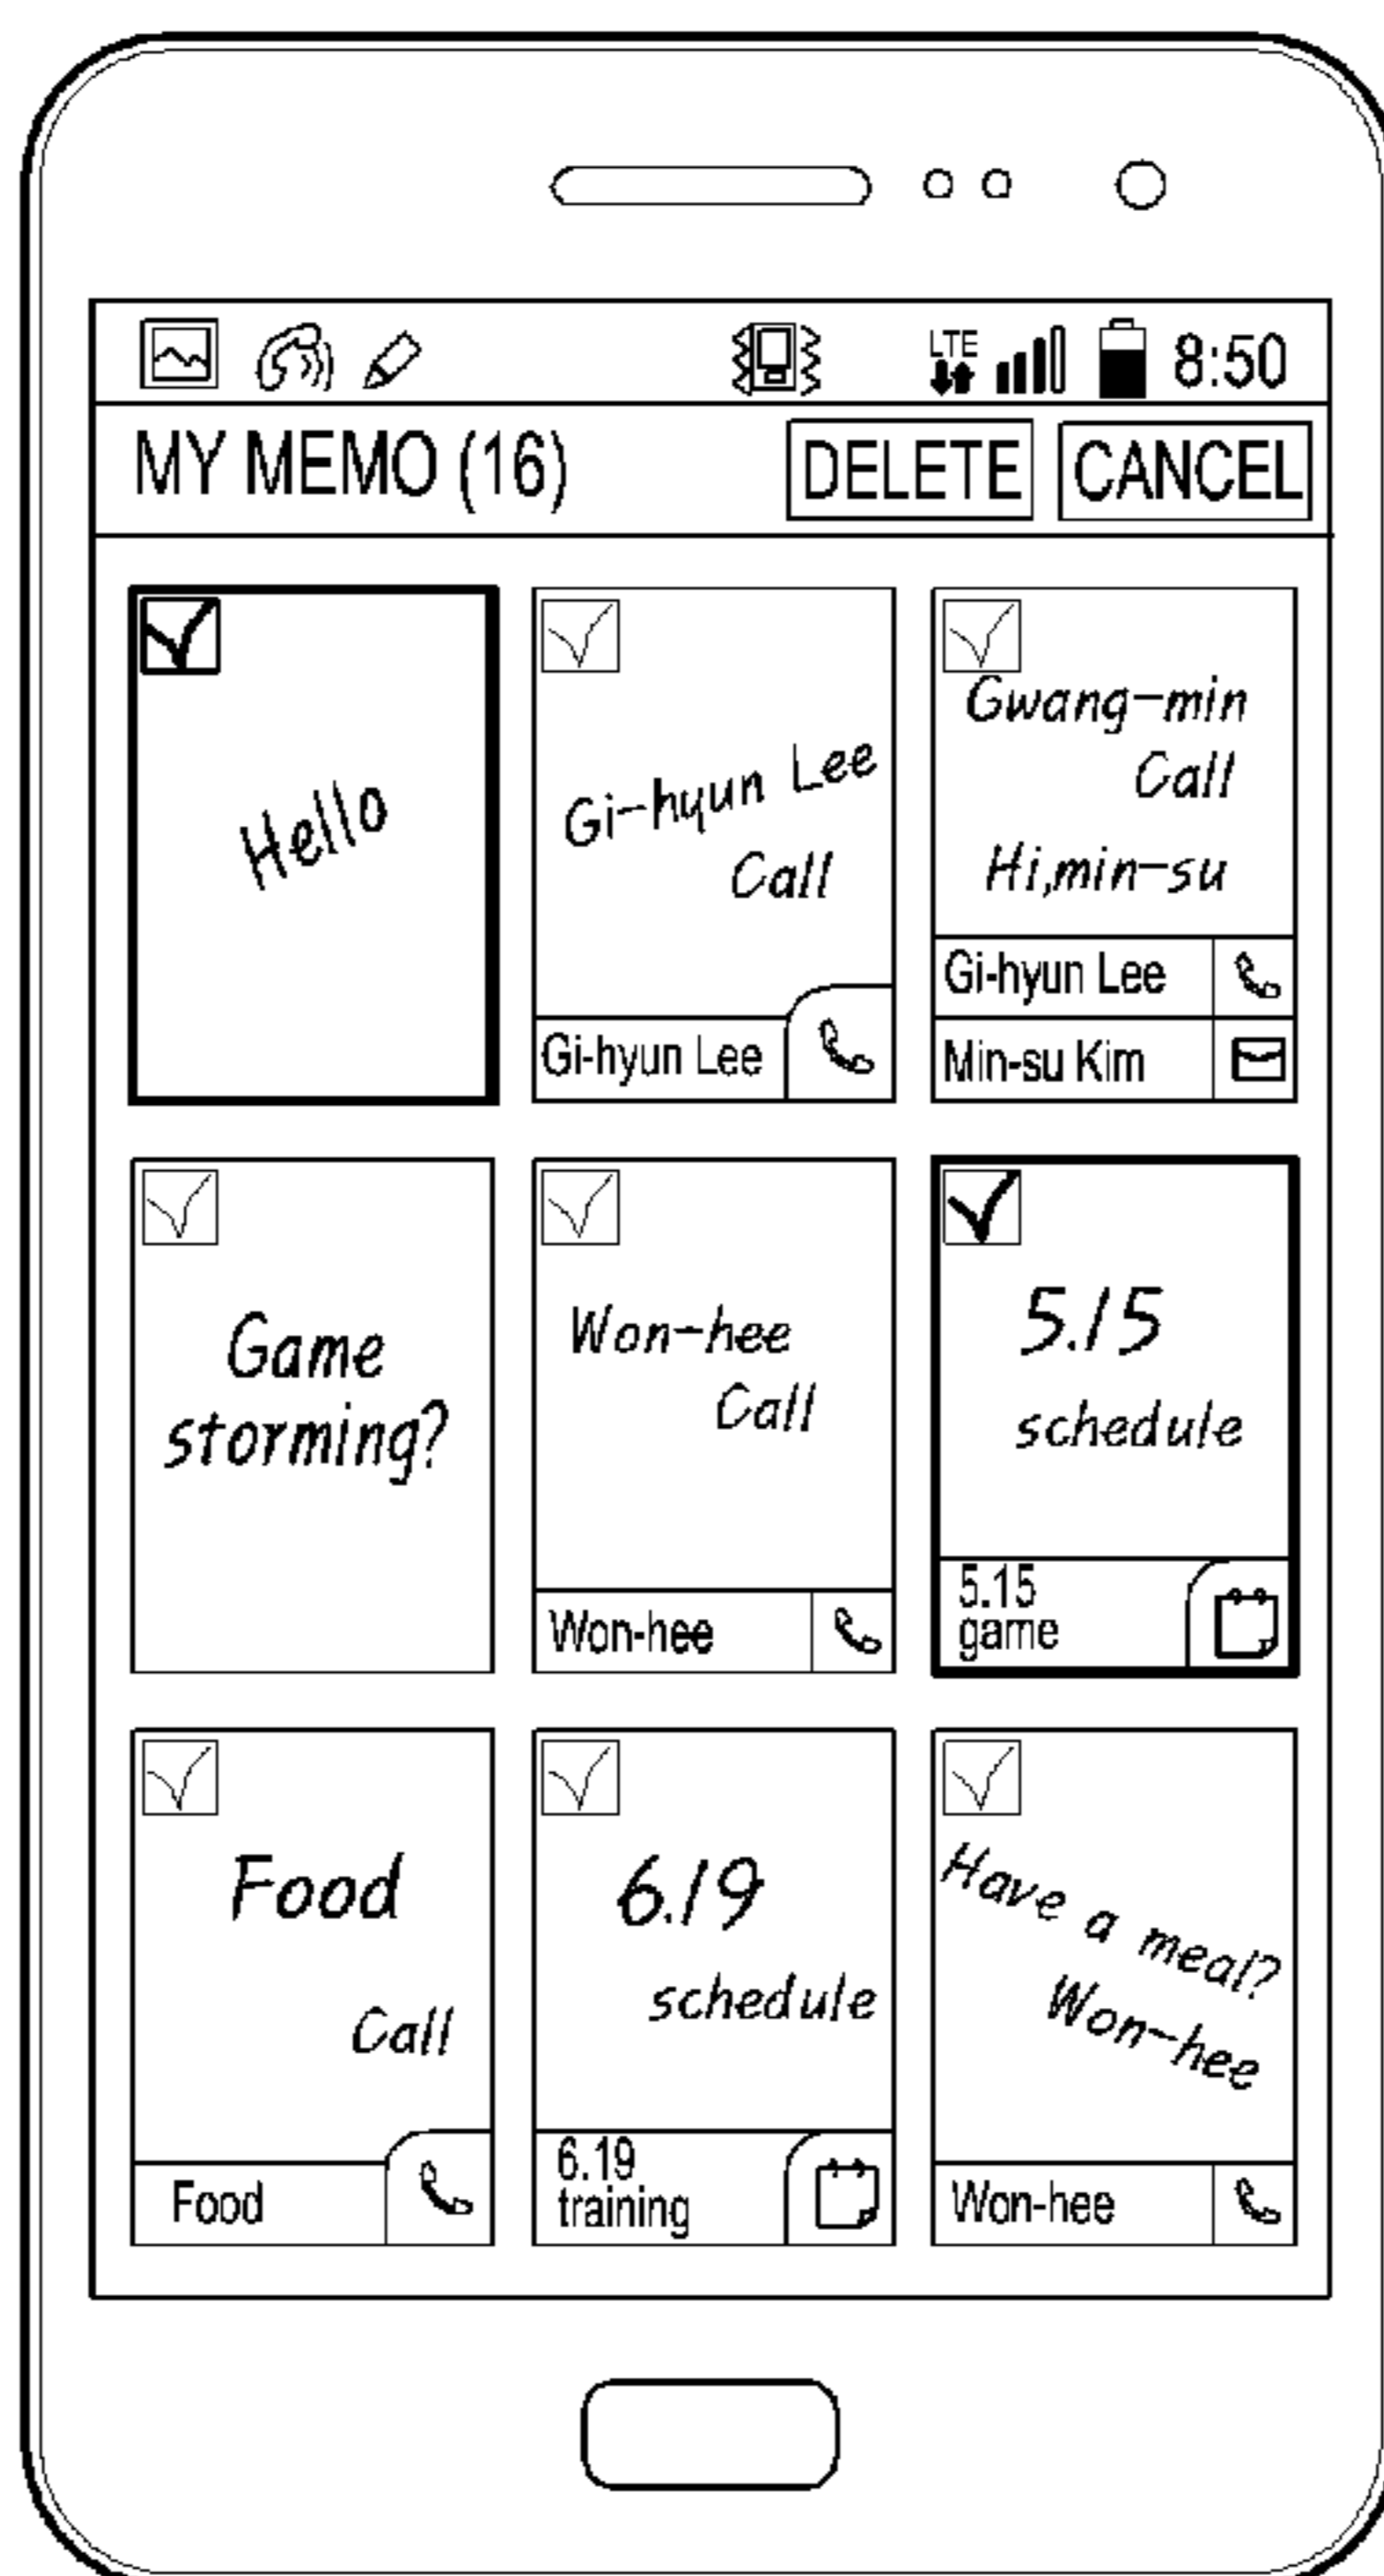 LTE
8:50
MY MEMO (16)
DELETE
CANCEL
Hello
Gi-hyun Lee
Call
Gi-hyun Lee
Gwang-min
Call
Hi,min-su
Gi-hyun Lee
Min-su Kim
Game
storming?
Won-hee
Call
Won-hee
5.15
schedule
5.15
game
Food
Call
Food
6.19
schedule
6.19
training
Have a meal?
Won-hee
Won-hee